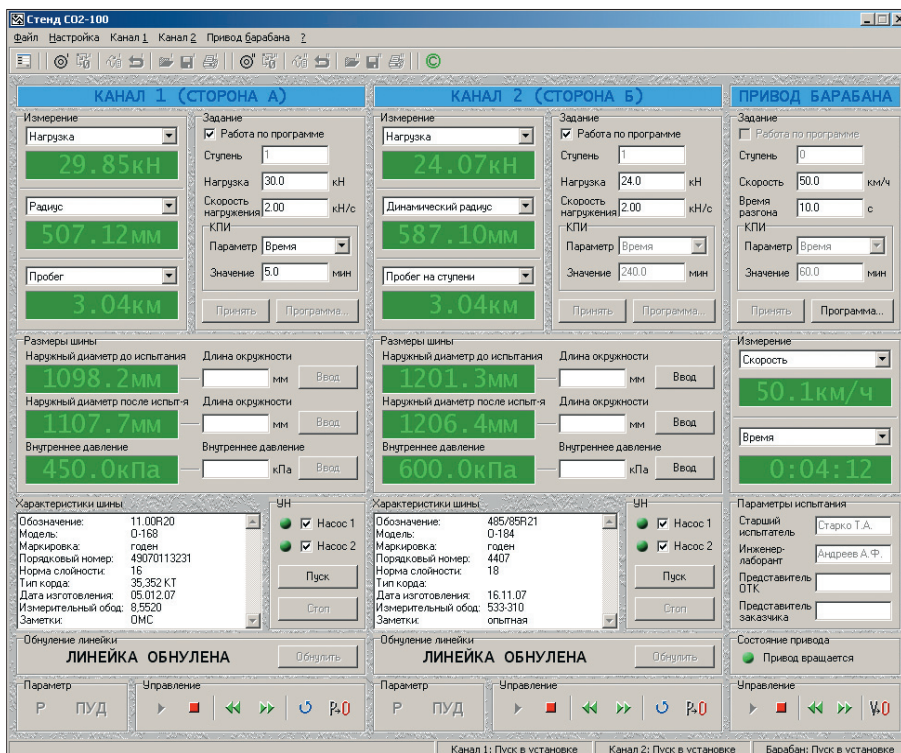 Стенд СО2-100
Файл Настройка Канал 1 Канал 2 Привод барабана ?
КАНАЛ 1 (СТОРОНА А)
Измерение
Нагрузка
29.85кН
Радиус
507.12мм
Пробег
3.04км
Задание
Работа по программе
Ступень 1
Нагрузка 30.0 кН
Скорость нагружения 2.00 кН/с
КПИ
Параметр Время
Значение 5.0 мин
Принять Программа...
Размеры шины
Наружный диаметр до испытания Длина окружности
1098.2мм мм Ввод
Наружный диаметр после испыт-я Длина окружности
1107.7мм мм Ввод
Внутреннее давление Внутреннее давление
450.0кПа кПа Ввод
Характеристики шины
Обозначение: 11.00R20
Модель: О-168
Маркировка: годен
Порядковый номер: 49070113231
Норма слойности: 16
Тип корда: 35,352 КТ
Дата изготовления: 05.012.07
Измерительный обод: 8,5520
Заметки: ОМС
УН
Насос 1
Насос 2
Пуск
Стоп
Обнуление линейки
ЛИНЕЙКА ОБНУЛЕНА Обнулить
Параметр
Р ПУД
Управление
КАНАЛ 2 (СТОРОНА Б)
Измерение
Нагрузка
24.07кН
Динамический радиус
587.10мм
Пробег на ступени
3.04км
Задание
Работа по программе
Ступень 1
Нагрузка 24.0 кН
Скорость нагружения 2.00 кН/с
КПИ
Параметр Время
Значение 240.0 мин
Принять Программа...
Размеры шины
Наружный диаметр до испытания Длина окружности
1201.3мм мм Ввод
Наружный диаметр после испыт-я Длина окружности
1206.4мм мм Ввод
Внутреннее давление Внутреннее давление
600.0кПа кПа Ввод
Характеристики шины
Обозначение: 485/85R21
Модель: О-184
Маркировка: годен
Порядковый номер: 4407
Норма слойности: 18
Тип корда:
Дата изготовления: 16.11.07
Измерительный обод: 533-310
Заметки: опытная
УН
Насос 1
Насос 2
Пуск
Стоп
Обнуление линейки
ЛИНЕЙКА ОБНУЛЕНА Обнулить
Параметр
Р ПУД
Управление
ПРИВОД БАРАБАНА
Задание
Работа по программе
Ступень 0
Скорость 50.0 км/ч
Время разгона 10.0 с
КПИ
Параметр Время
Значение 60.0 мин
Принять Программа...
Измерение
Скорость
50.1км/ч
Время
0:04:12
Параметры испытания
Старший испытатель Старко Т.А.
Инженер-лаборант Андреев А.Ф.
Представитель ОТК
Представитель заказчика
Состояние привода
Привод вращается
Управление
Канал 1: Пуск в установке Канал 2: Пуск в установке Барабан: Пуск в установке